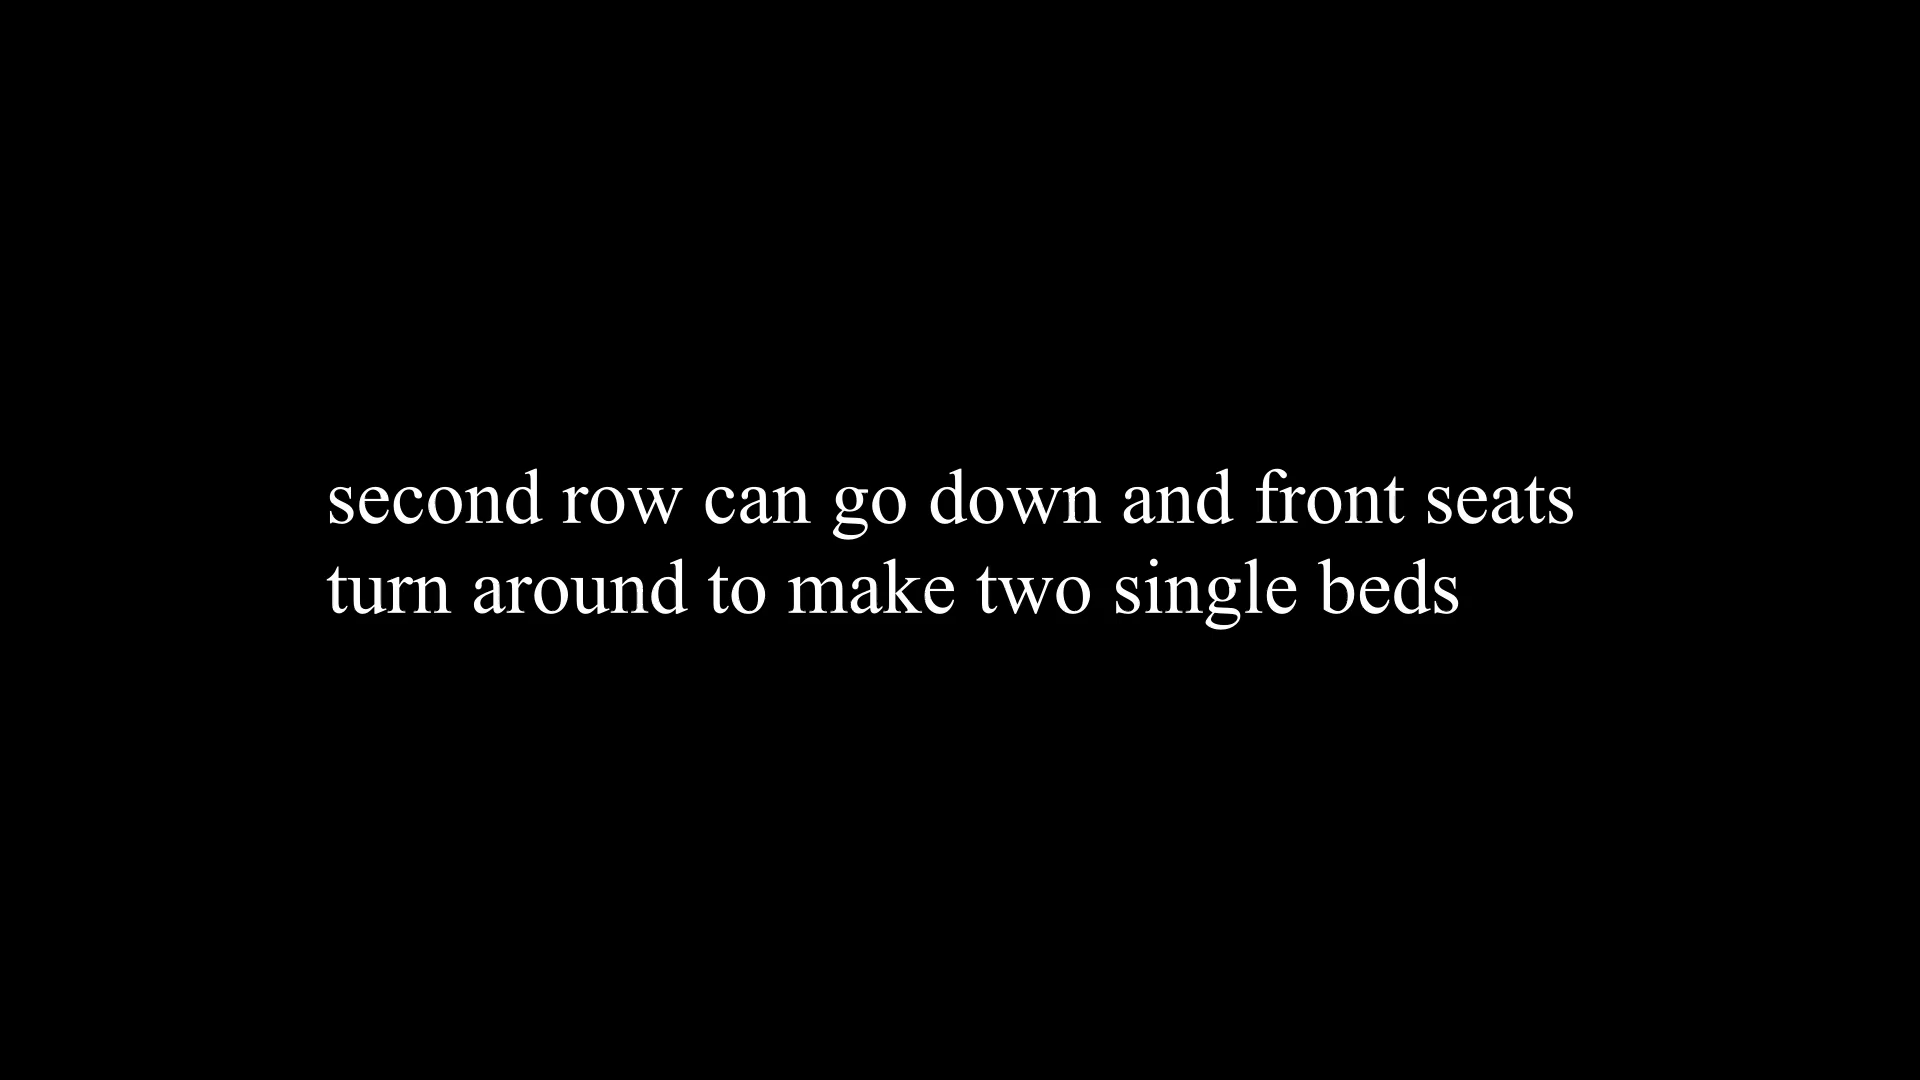 second row can go down and front seats
turn around to make two single beds